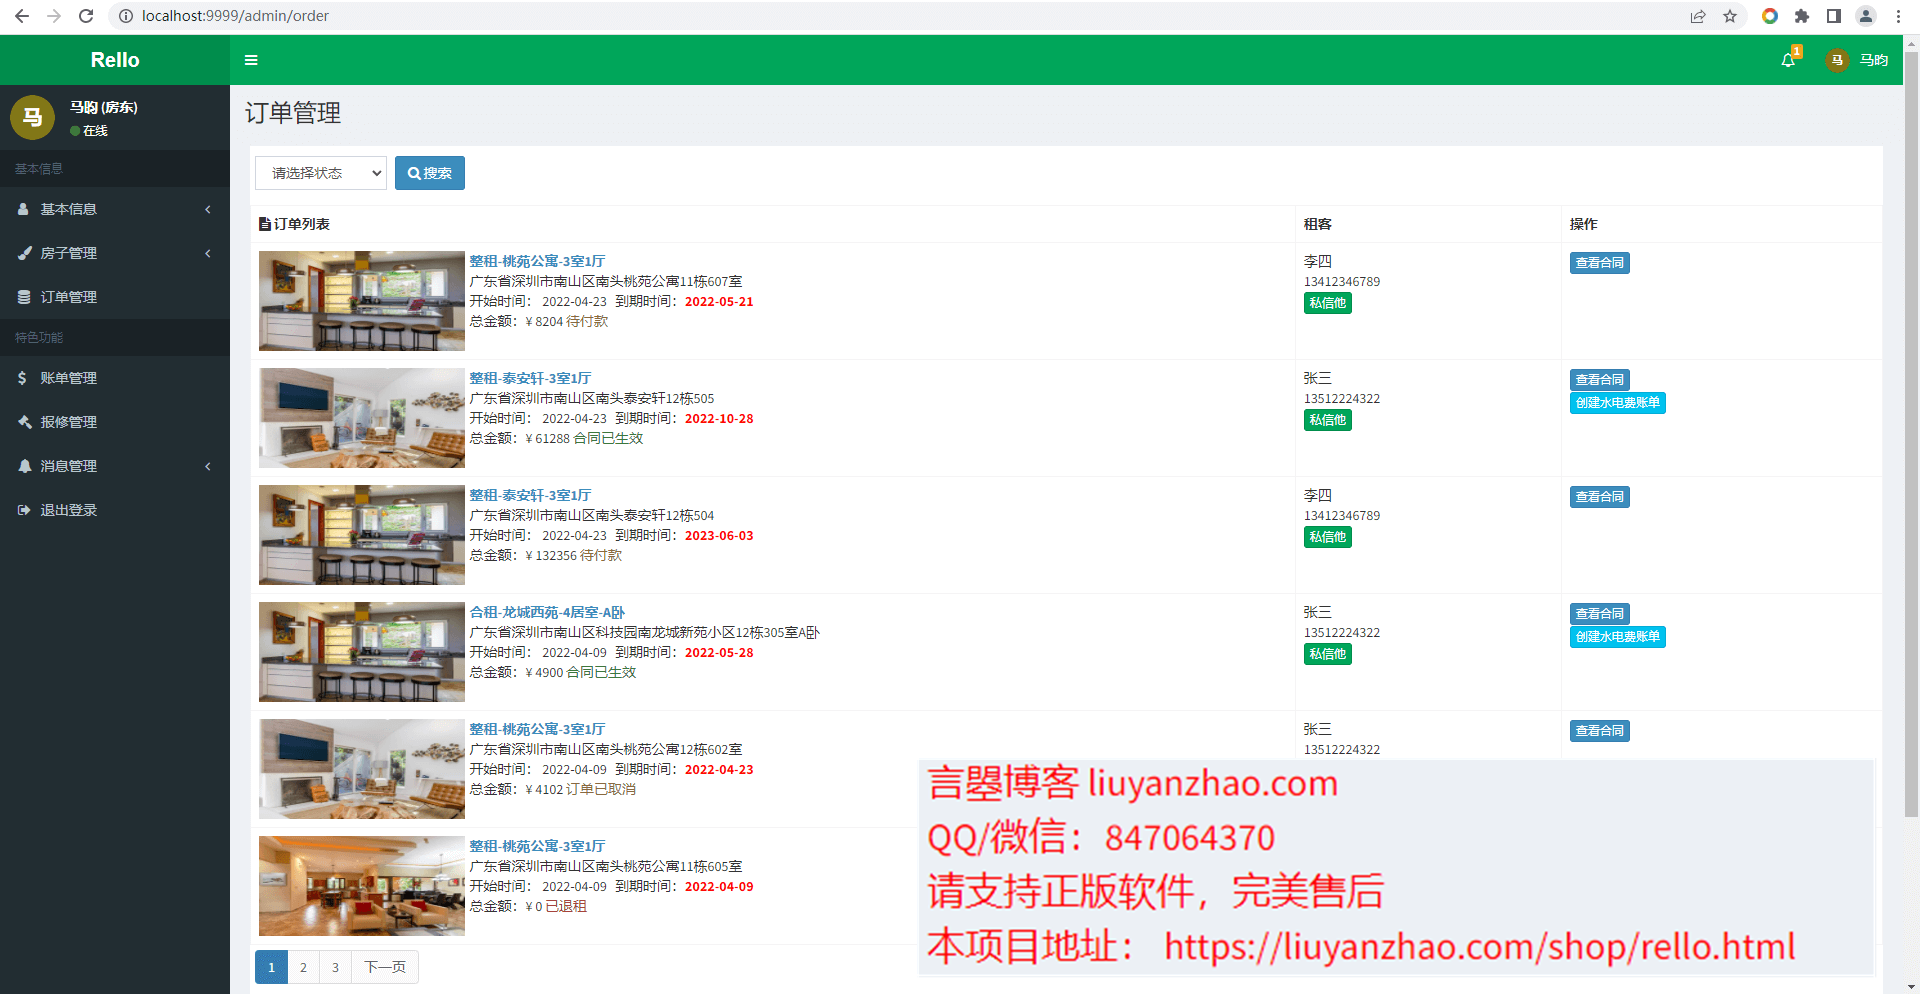 localhost:9999/admin/order
Rello
1
马
马昀
马
马昀 (房东)
在线
基本信息
基本信息
房子管理
订单管理
特色功能
账单管理
报修管理
消息管理
退出登录
订单管理
请选择状态
搜索
订单列表 租客 操作
整租-桃苑公寓-3室1厅
广东省深圳市南山区南头桃苑公寓11栋607室
开始时间： 2022-04-23 到期时间：2022-05-21
总金额：¥ 8204 待付款
李四
13412346789
私信他
查看合同
整租-泰安轩-3室1厅
广东省深圳市南山区南头泰安轩12栋505
开始时间： 2022-04-23 到期时间：2022-10-28
总金额：¥ 61288 合同已生效
张三
13512224322
私信他
查看合同
创建水电费账单
整租-泰安轩-3室1厅
广东省深圳市南山区南头泰安轩12栋504
开始时间： 2022-04-23 到期时间：2023-06-03
总金额：¥ 132356 待付款
李四
13412346789
私信他
查看合同
合租-龙城西苑-4居室-A卧
广东省深圳市南山区科技园南龙城新苑小区12栋305室A卧
开始时间： 2022-04-09 到期时间：2022-05-28
总金额：¥ 4900 合同已生效
张三
13512224322
私信他
查看合同
创建水电费账单
整租-桃苑公寓-3室1厅
广东省深圳市南山区南头桃苑公寓12栋602室
开始时间： 2022-04-09 到期时间：2022-04-23
总金额：¥ 4102 订单已取消
张三
13512224322
查看合同
整租-桃苑公寓-3室1厅
广东省深圳市南山区南头桃苑公寓11栋605室
开始时间： 2022-04-09 到期时间：2022-04-09
总金额：¥ 0 已退租
言曌博客 liuyanzhao.com
QQ/微信：847064370
请支持正版软件，完美售后
本项目地址： https://liuyanzhao.com/shop/rello.html
1 2 3 下一页